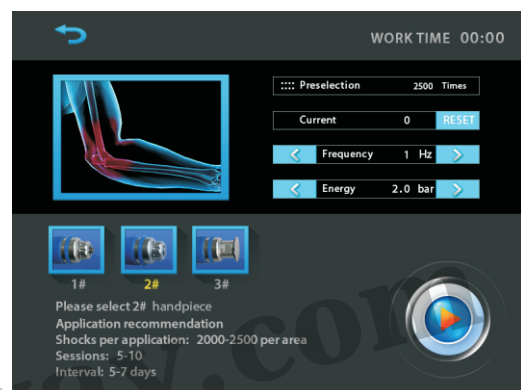 WORK TIME 00:00
:::: Preselection 2500 Times
Current 0 RESET
Frequency 1 Hz
Energy 2.0 bar
1# 2# 3#
Please select 2# handpiece
Application recommendation
Shocks per application: 2000-2500 per area
Sessions: 5-10
Interval: 5-7 days